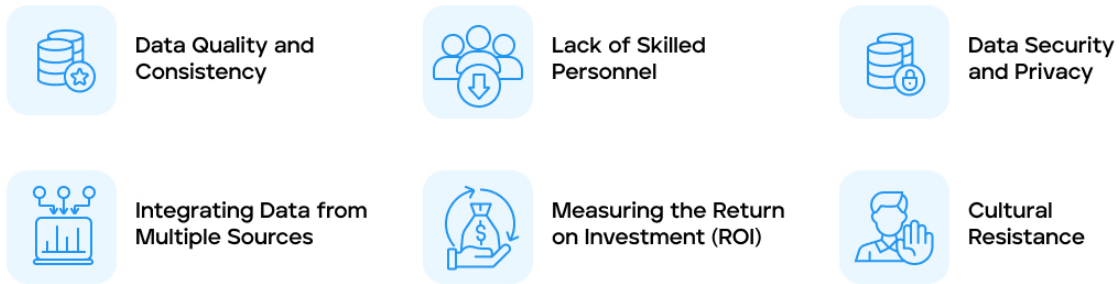 Data Quality and
Consistency
Lack of Skilled
Personnel
Data Security
and Privacy
Integrating Data from
Multiple Sources
$
Measuring the Return
on Investment (ROI)
Cultural
Resistance